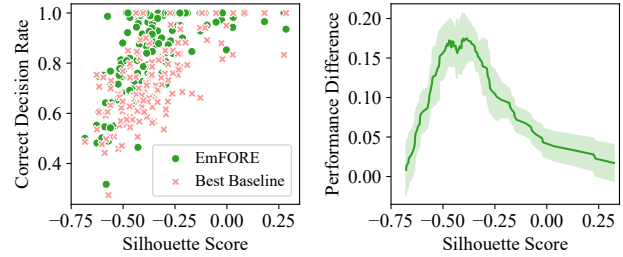 Correct Decision Rate
1.0
0.8
0.6
0.4
EmFORE
Best Baseline
−0.75 −0.50 −0.25 0.00 0.25
Silhouette Score
Performance Difference
0.20
0.15
0.10
0.05
0.00
−0.75 −0.50 −0.25 0.00 0.25
Silhouette Score